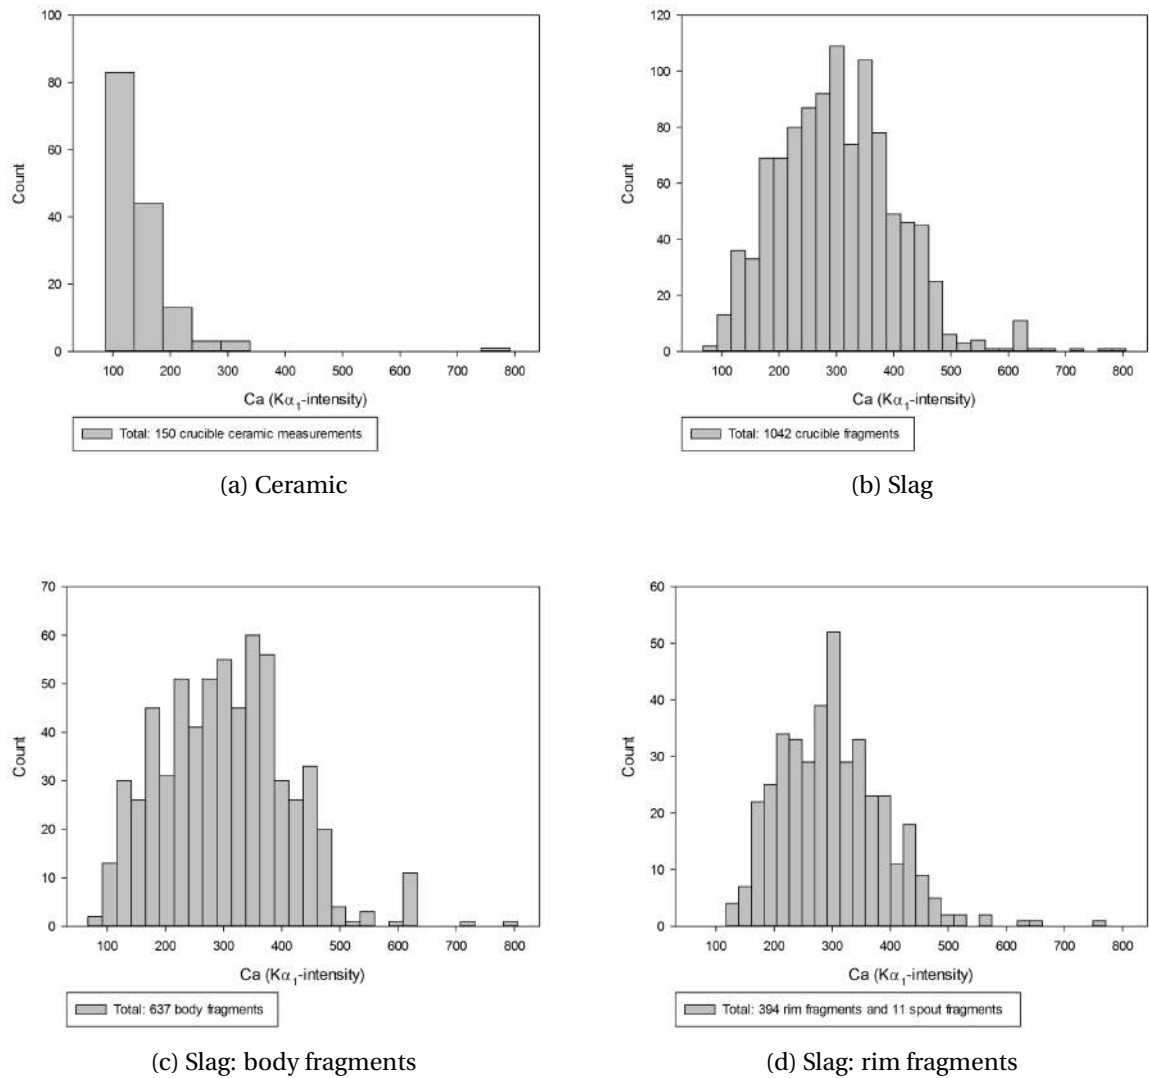 100
80
60
40
20
0
Count
100 200 300 400 500 600 700 800
Ca (Kα₁-intensity)
Total: 150 crucible ceramic measurements
(a) Ceramic
120
100
80
60
40
20
0
Count
100 200 300 400 500 600 700 800
Ca (Kα₁-intensity)
Total: 1042 crucible fragments
(b) Slag
70
60
50
40
30
20
10
0
Count
100 200 300 400 500 600 700 800
Ca (Kα₁-intensity)
Total: 637 body fragments
(c) Slag: body fragments
60
50
40
30
20
10
0
Count
100 200 300 400 500 600 700 800
Ca (Kα₁-intensity)
Total: 394 rim fragments and 11 spout fragments
(d) Slag: rim fragments